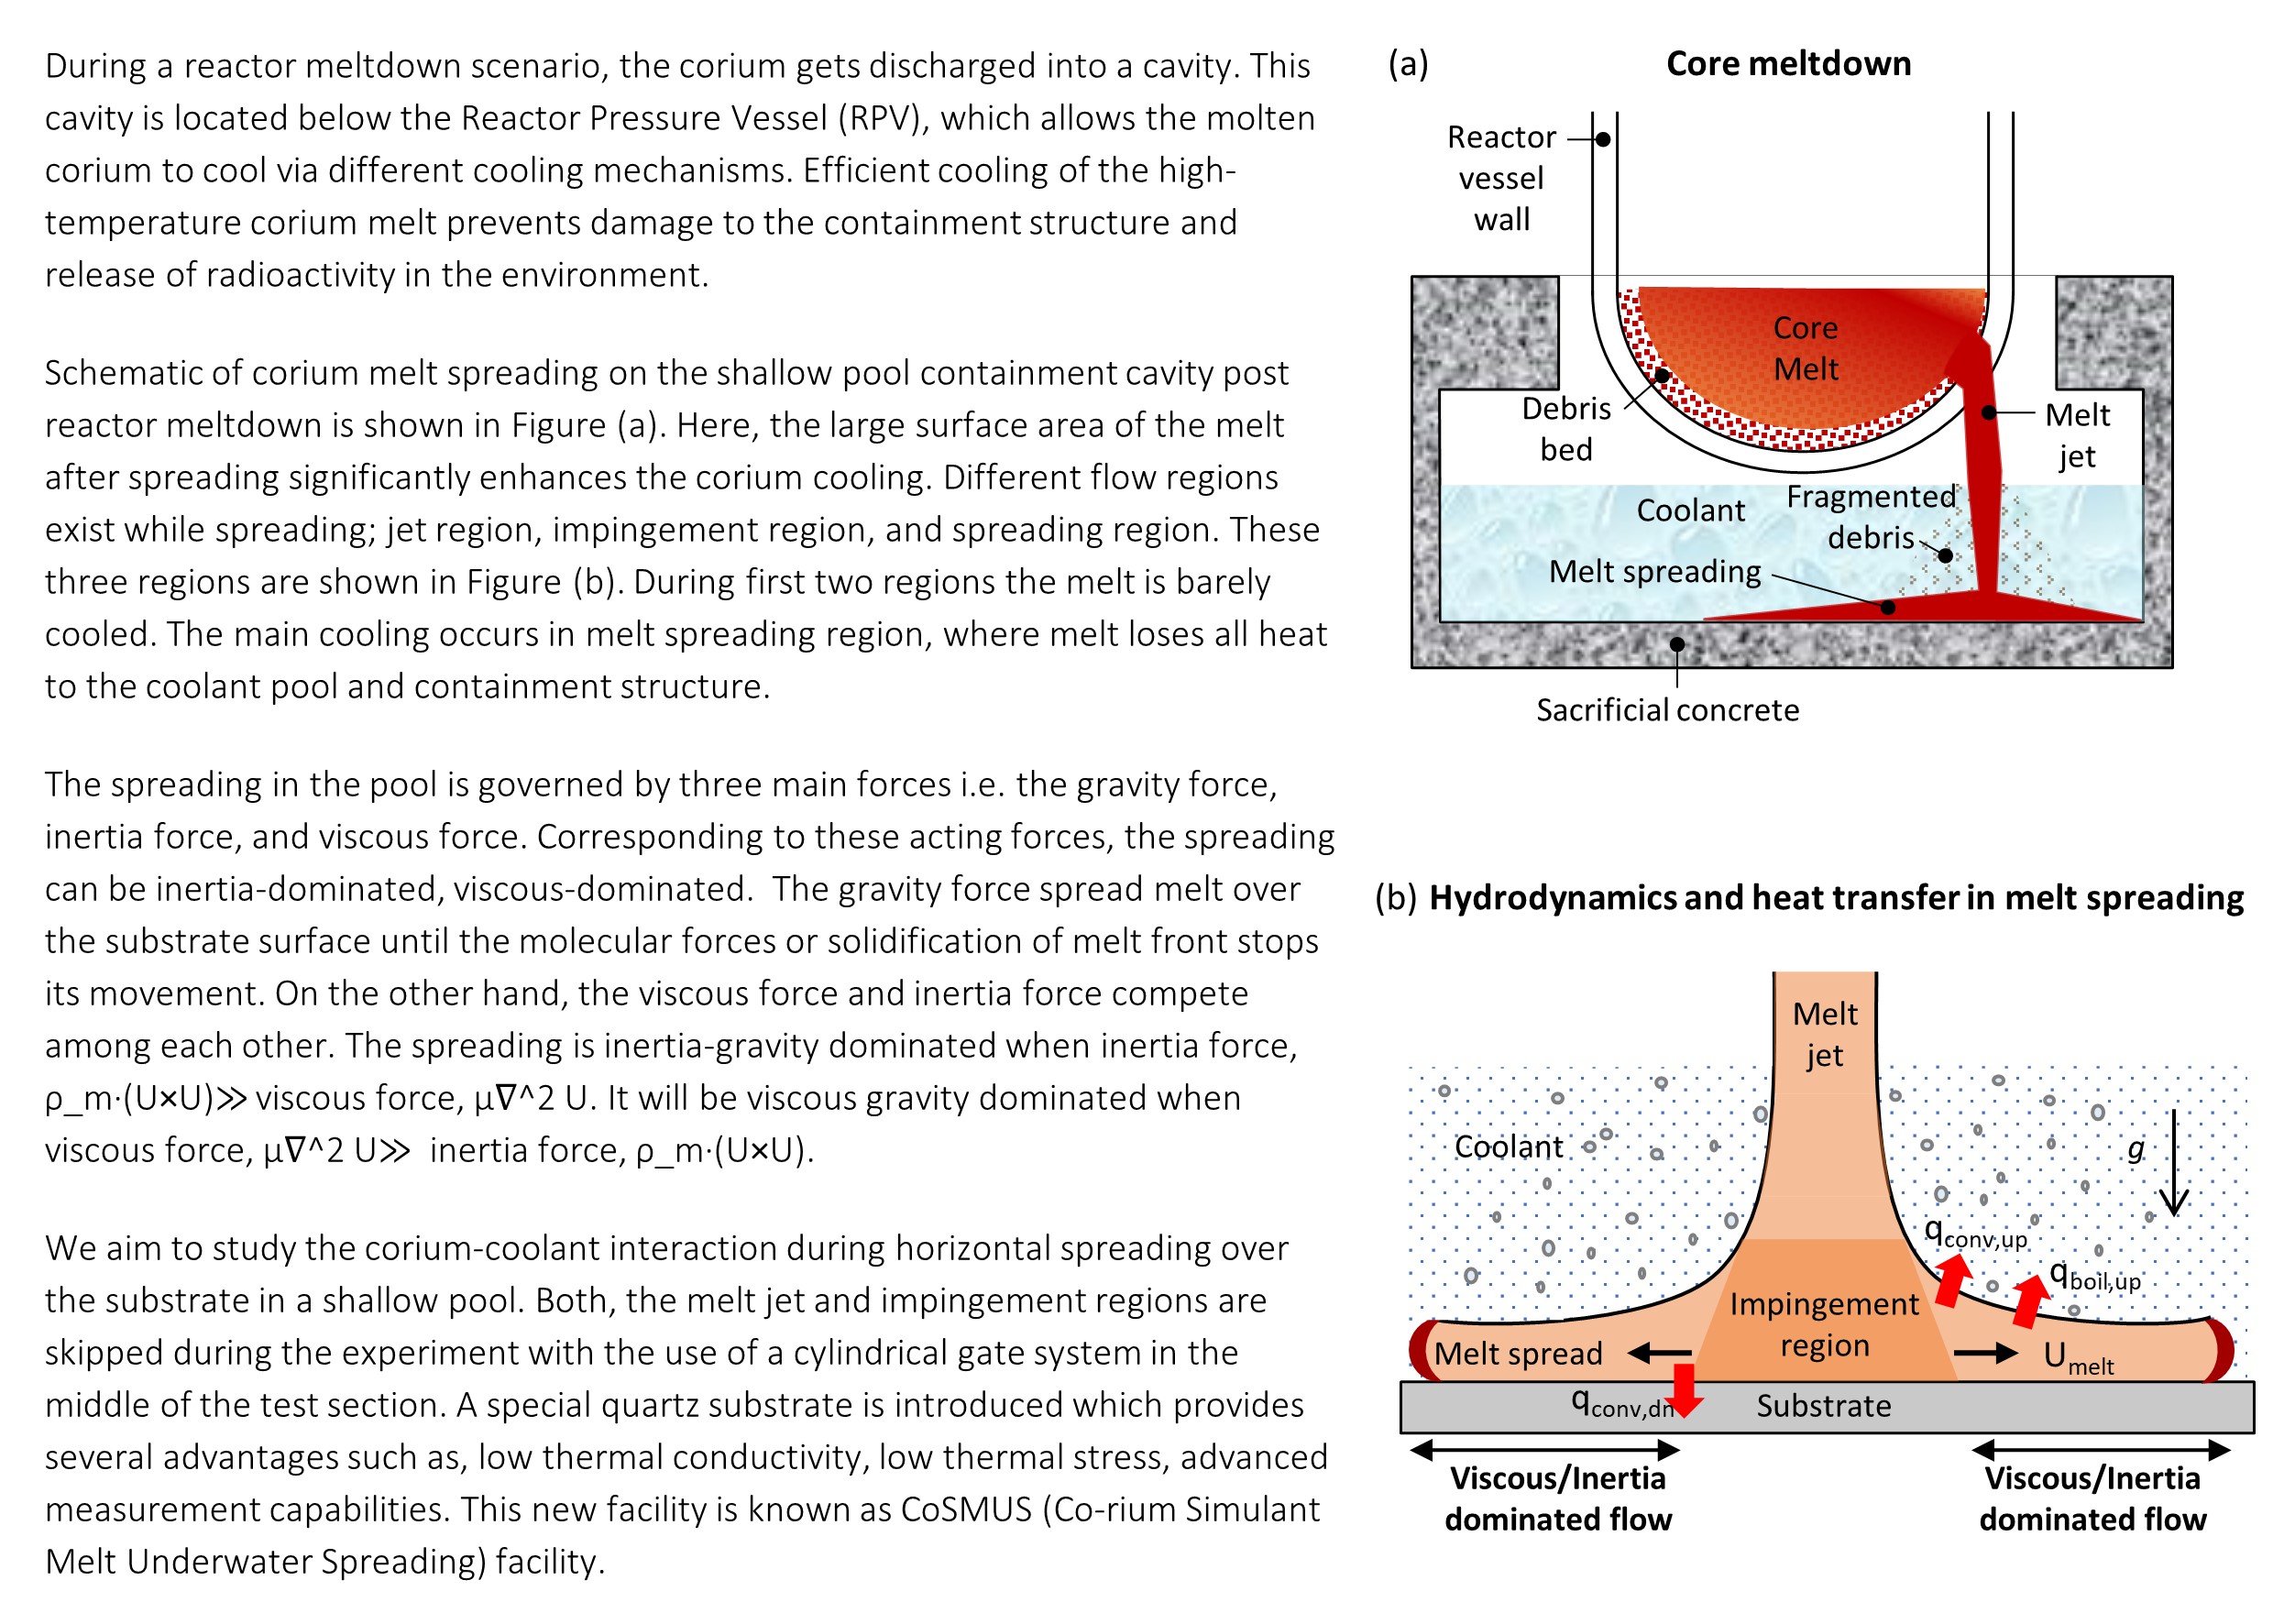 During a reactor meltdown scenario, the corium gets discharged into a cavity. This
cavity is located below the Reactor Pressure Vessel (RPV), which allows the molten
corium to cool via different cooling mechanisms. Efficient cooling of the high-
temperature corium melt prevents damage to the containment structure and
release of radioactivity in the environment.
Schematic of corium melt spreading on the shallow pool containment cavity post
reactor meltdown is shown in Figure (a). Here, the large surface area of the melt
after spreading significantly enhances the corium cooling. Different flow regions
exist while spreading; jet region, impingement region, and spreading region. These
three regions are shown in Figure (b). During first two regions the melt is barely
cooled. The main cooling occurs in melt spreading region, where melt loses all heat
to the coolant pool and containment structure.
The spreading in the pool is governed by three main forces i.e. the gravity force,
inertia force, and viscous force. Corresponding to these acting forces, the spreading
can be inertia-dominated, viscous-dominated.  The gravity force spread melt over
the substrate surface until the molecular forces or solidification of melt front stops
its movement. On the other hand, the viscous force and inertia force compete
among each other. The spreading is inertia-gravity dominated when inertia force,
ρ_m·(U×U)≫ viscous force, μ∇^2 U. It will be viscous gravity dominated when
viscous force, μ∇^2 U≫  inertia force, ρ_m·(U×U).
We aim to study the corium-coolant interaction during horizontal spreading over
the substrate in a shallow pool. Both, the melt jet and impingement regions are
skipped during the experiment with the use of a cylindrical gate system in the
middle of the test section. A special quartz substrate is introduced which provides
several advantages such as, low thermal conductivity, low thermal stress, advanced
measurement capabilities. This new facility is known as CoSMUS (Co-rium Simulant
Melt Underwater Spreading) facility.
(a) Core meltdown
Reactor
vessel
wall
Core
Melt
Debris
bed
Melt
jet
Coolant
Fragmented
debris
Melt spreading
Sacrificial concrete
(b) Hydrodynamics and heat transfer in melt spreading
Melt
jet
Coolant
g
qconv,up
qboil,up
Impingement
region
Melt spread
Umelt
qconv,dn
Substrate
Viscous/Inertia
dominated flow
Viscous/Inertia
dominated flow